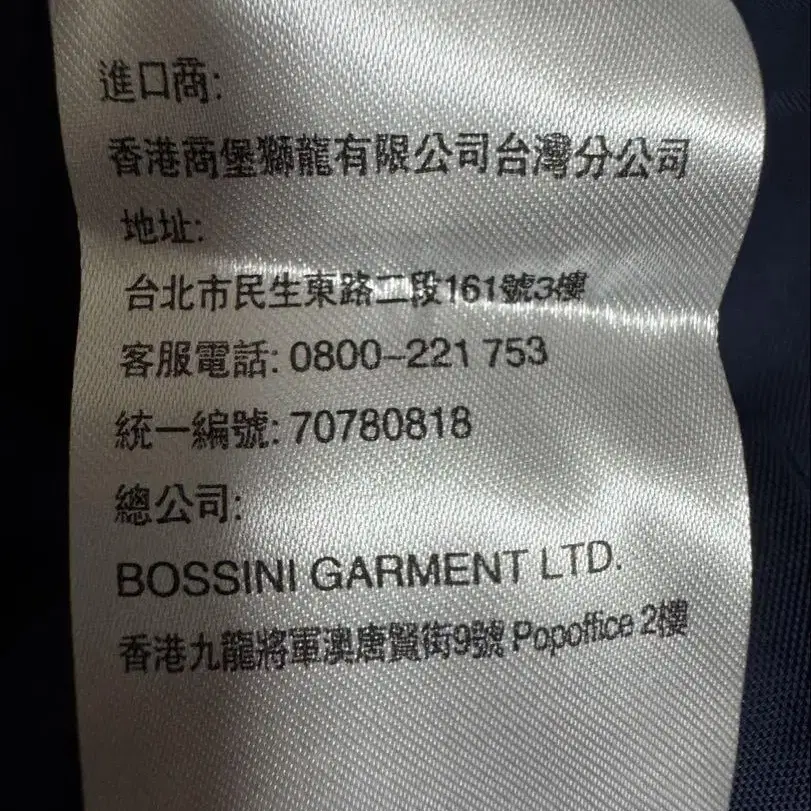 進口商:
香港商堡獅龍有限公司台灣分公司
地址:
台北市民生東路二段161號3樓
客服電話: 0800-221 753
統一編號: 70780818
總公司:
BOSSINI GARMENT LTD.
香港九龍將軍澳唐賢街9號 Popoffice 2樓